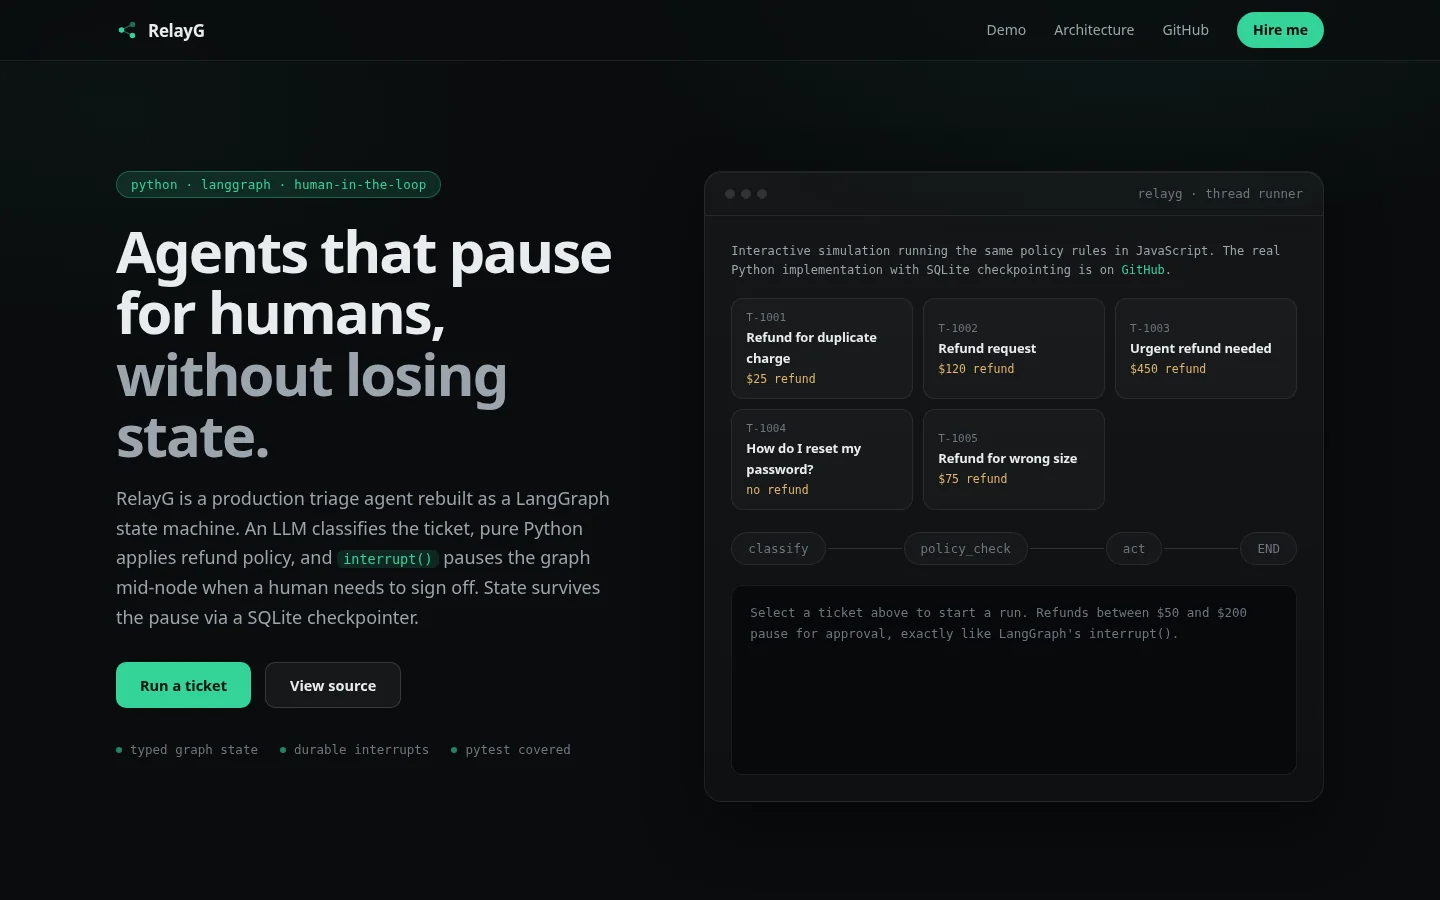 RelayG
Demo
Architecture
GitHub
Hire me
python · langgraph · human-in-the-loop
Agents that pause
for humans,
without losing
state.
RelayG is a production triage agent rebuilt as a LangGraph
state machine. An LLM classifies the ticket, pure Python
applies refund policy, and interrupt() pauses the graph
mid-node when a human needs to sign off. State survives
the pause via a SQLite checkpointer.
Run a ticket
View source
typed graph state
durable interrupts
pytest covered
relayg · thread runner
Interactive simulation running the same policy rules in JavaScript. The real
Python implementation with SQLite checkpointing is on GitHub.
T-1001
Refund for duplicate
charge
$25 refund
T-1002
Refund request
$120 refund
T-1003
Urgent refund needed
$450 refund
T-1004
How do I reset my
password?
no refund
T-1005
Refund for wrong size
$75 refund
classify
policy_check
act
END
Select a ticket above to start a run. Refunds between $50 and $200
pause for approval, exactly like LangGraph's interrupt().